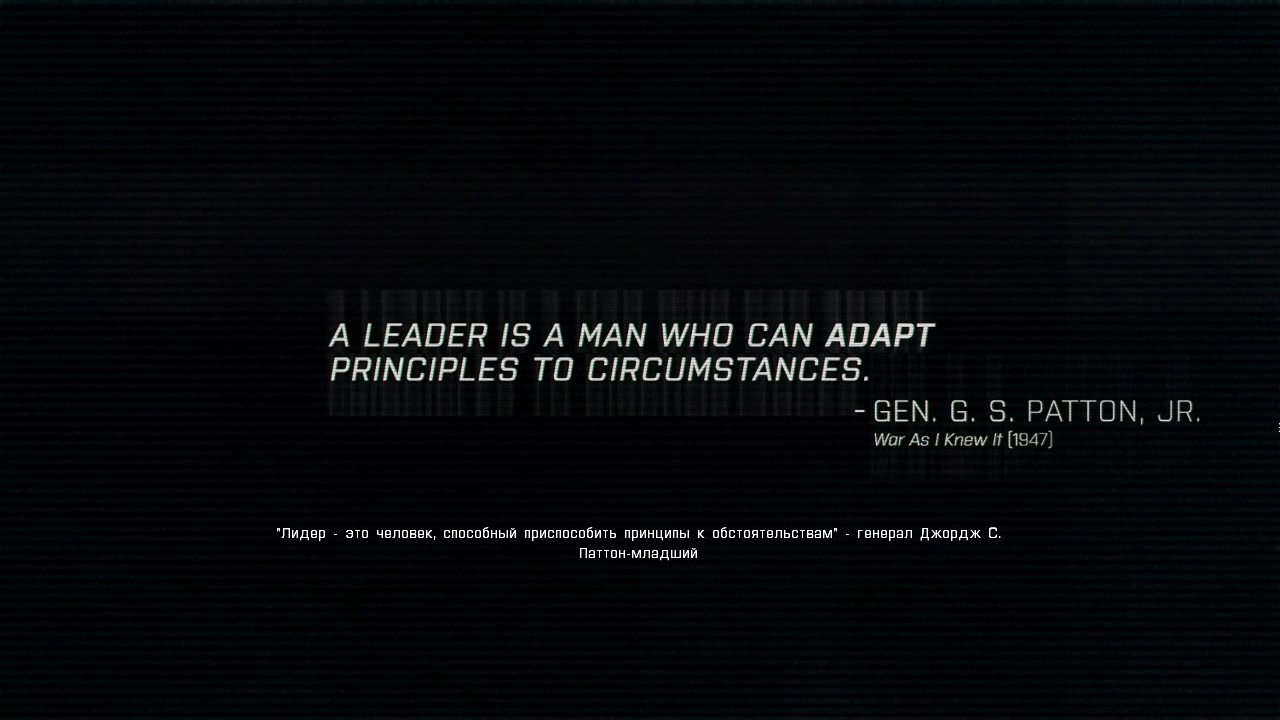 A LEADER IS A MAN WHO CAN ADAPT
PRINCIPLES TO CIRCUMSTANCES.
- GEN. G. S. PATTON, JR.
War As I Knew It (1947)
"Лидер - это человек, способный приспособить принципы к обстоятельствам" - генерал Джордж С.
Паттон-младший